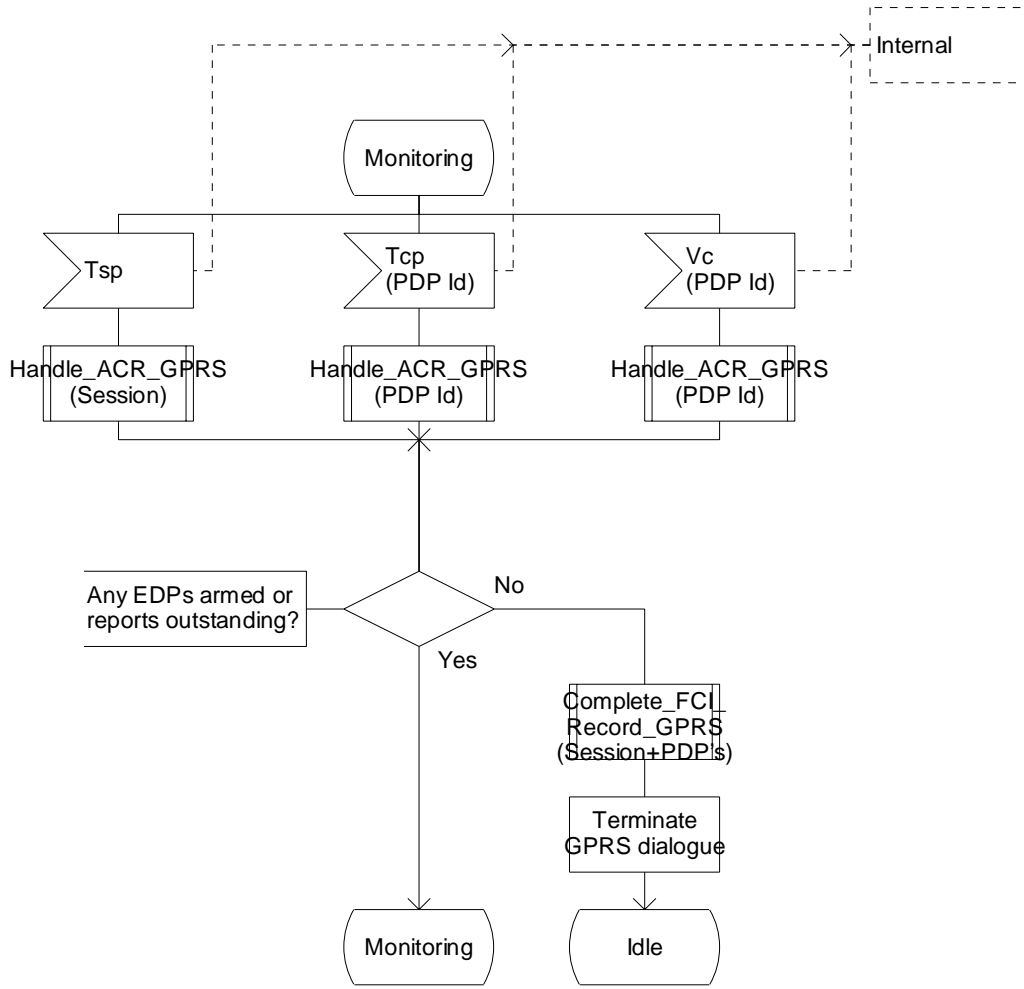 Internal
Monitoring
Tsp
Tcp
(PDP Id)
Vc
(PDP Id)
Handle_ACR_GPRS
(Session)
Handle_ACR_GPRS
(PDP Id)
Handle_ACR_GPRS
(PDP Id)
Any EDPs armed or
reports outstanding?
No
Yes
Complete_FCI_
Record_GPRS
(Session+PDP's)
Terminate
GPRS dialogue
Monitoring
Idle